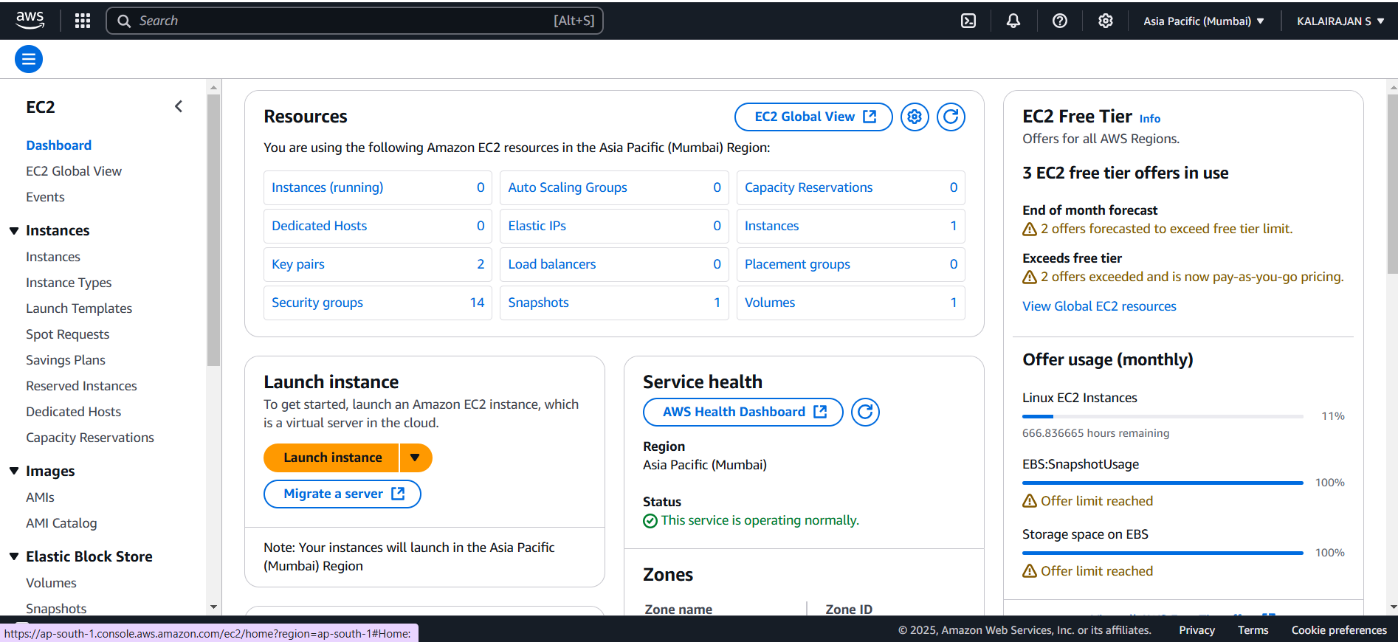 aws
Search [Alt+S]
Asia Pacific (Mumbai) KALAIRAJAN S
EC2
Dashboard
EC2 Global View
Events
Instances
Instances
Instance Types
Launch Templates
Spot Requests
Savings Plans
Reserved Instances
Dedicated Hosts
Capacity Reservations
Images
AMIs
AMI Catalog
Elastic Block Store
Volumes
Snapshots
Resources
EC2 Global View
You are using the following Amazon EC2 resources in the Asia Pacific (Mumbai) Region:
Instances (running) 0 Auto Scaling Groups 0 Capacity Reservations 0
Dedicated Hosts 0 Elastic IPs 0 Instances 1
Key pairs 2 Load balancers 0 Placement groups 0
Security groups 14 Snapshots 1 Volumes 1
Launch instance
To get started, launch an Amazon EC2 instance, which
is a virtual server in the cloud.
Launch instance
Migrate a server
Note: Your instances will launch in the Asia Pacific
(Mumbai) Region
Service health
AWS Health Dashboard
Region
Asia Pacific (Mumbai)
Status
This service is operating normally.
Zones
Zone name Zone ID
EC2 Free Tier Info
Offers for all AWS Regions.
3 EC2 free tier offers in use
End of month forecast
2 offers forecasted to exceed free tier limit.
Exceeds free tier
2 offers exceeded and is now pay-as-you-go pricing.
View Global EC2 resources
Offer usage (monthly)
Linux EC2 Instances
11%
666.836665 hours remaining
EBS:SnapshotUsage
100%
Offer limit reached
Storage space on EBS
100%
Offer limit reached
https://ap-south-1.console.aws.amazon.com/ec2/home?region=ap-south-1#Home:
© 2025, Amazon Web Services, Inc. or its affiliates. Privacy Terms Cookie preferences